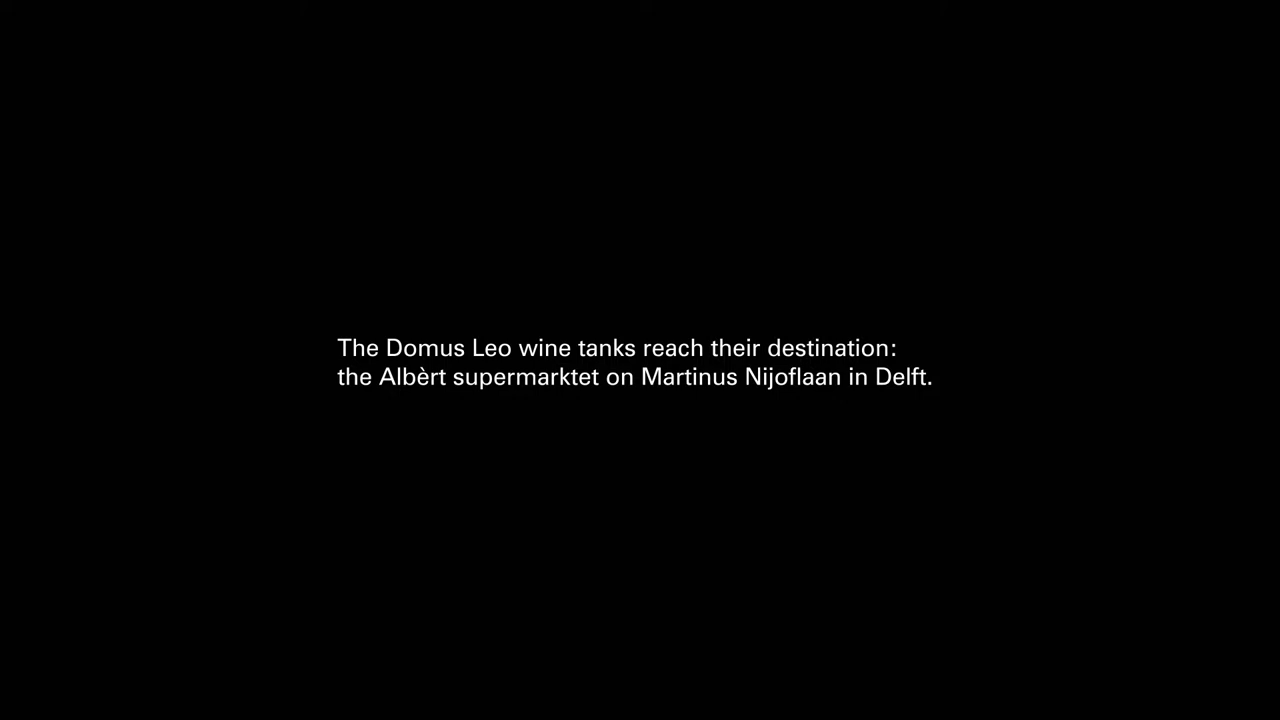 The Domus Leo wine tanks reach their destination:
the Albèrt supermarktet on Martinus Nijoflaan in Delft.